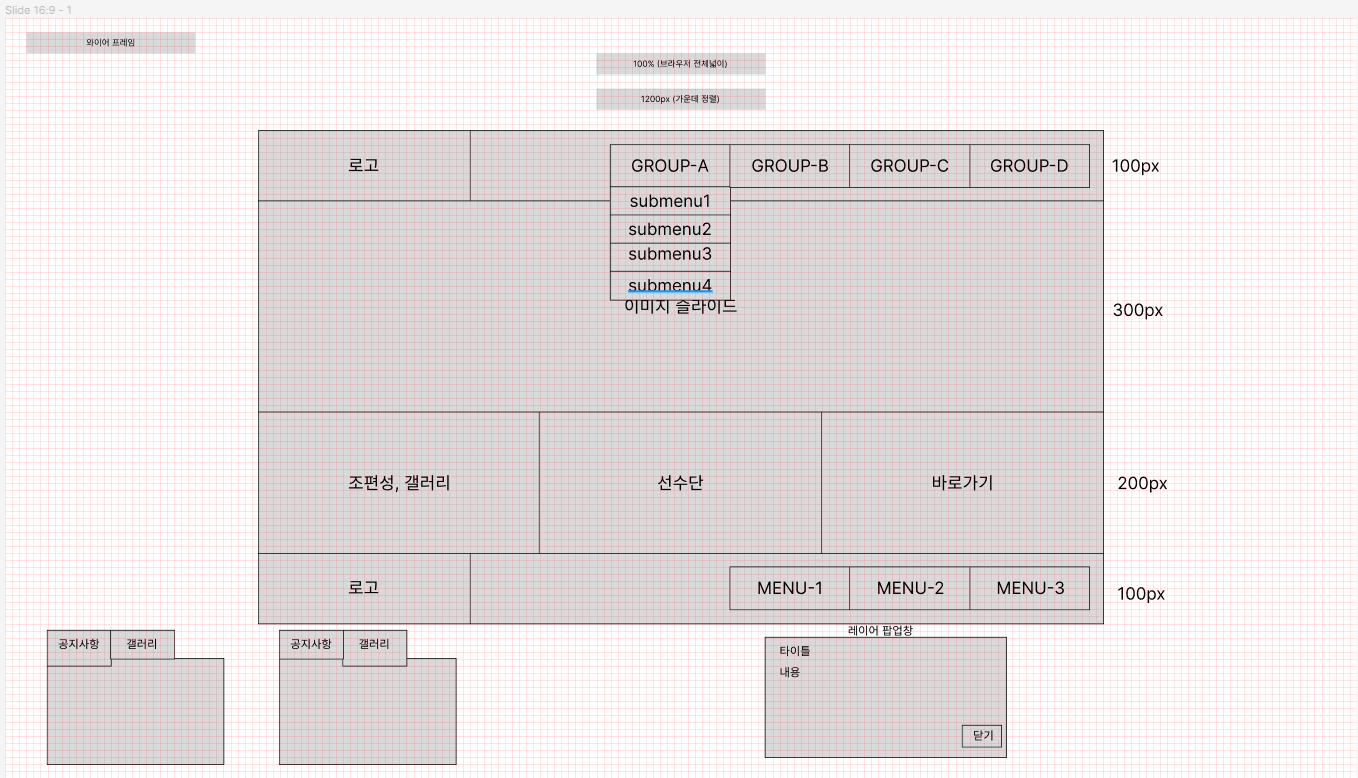 Slide 16:9 - 1
와이어 프레임
100% (브라우저 전체넓이)
1200px (가운데 정렬)
로고
GROUP-A
GROUP-B
GROUP-C
GROUP-D
100px
submenu1
submenu2
submenu3
submenu4
이미지 슬라이드
300px
조편성, 갤러리
선수단
바로가기
200px
로고
MENU-1
MENU-2
MENU-3
100px
공지사항
갤러리
공지사항
갤러리
레이어 팝업창
타이틀
내용
닫기